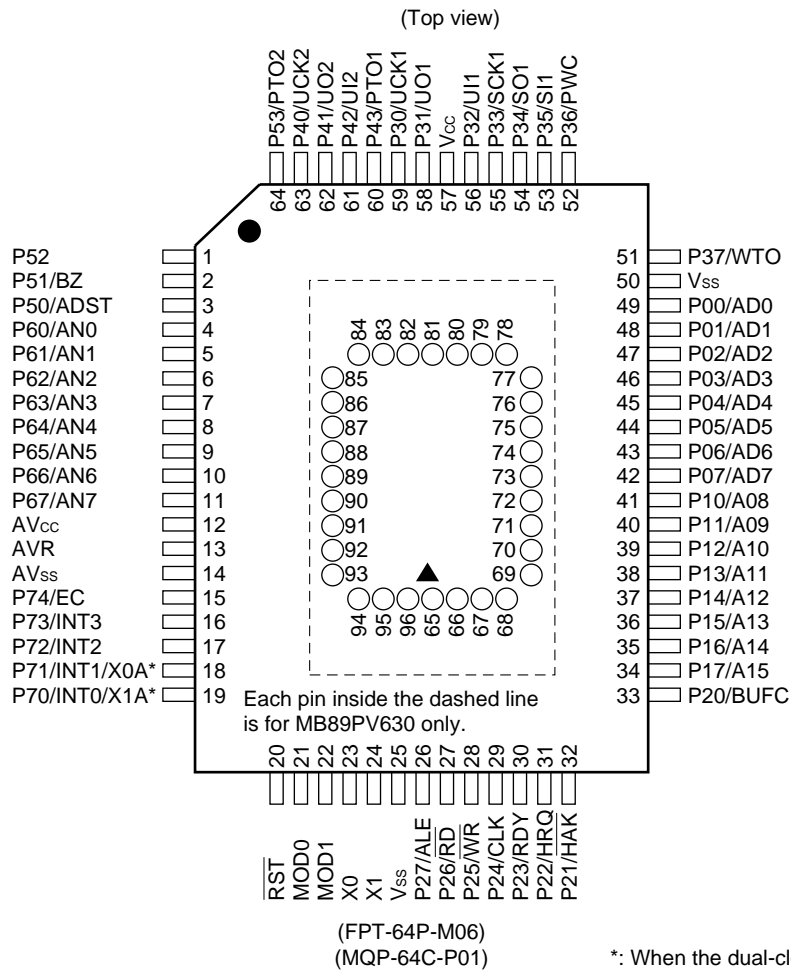 (Top view)
P53/PTO2
P40/UCK2
P41/UO2
P42/UI2
P43/PTO1
P30/UCK1
P31/UO1
Vcc
P32/UI1
P33/SCK1
P34/SO1
P35/SI1
P36/PWC
64 63 62 61 60 59 58 57 56 55 54 53 52
P52 1
P51/BZ 2
P50/ADST 3
P60/AN0 4
P61/AN1 5
P62/AN2 6
P63/AN3 7
P64/AN4 8
P65/AN5 9
P66/AN6 10
P67/AN7 11
AVcc 12
AVR 13
AVss 14
P74/EC 15
P73/INT3 16
P72/INT2 17
P71/INT1/X0A* 18
P70/INT0/X1A* 19
84 83 82 81 80 79 78
85 77
86 76
87 75
88 74
89 73
90 72
91 71
92 70
93 69
94 95 96 65 66 67 68
51 P37/WTO
50 Vss
49 P00/AD0
48 P01/AD1
47 P02/AD2
46 P03/AD3
45 P04/AD4
44 P05/AD5
43 P06/AD6
42 P07/AD7
41 P10/A08
40 P11/A09
39 P12/A10
38 P13/A11
37 P14/A12
36 P15/A13
35 P16/A14
34 P17/A15
33 P20/BUFC
Each pin inside the dashed line
is for MB89PV630 only.
20 21 22 23 24 25 26 27 28 29 30 31 32
RST
MOD0
MOD1
X0
X1
Vss
P27/ALE
P26/RD
P25/WR
P24/CLK
P23/RDY
P22/HRQ
P21/HAK
(FPT-64P-M06)
(MQP-64C-P01)
*: When the dual-cl